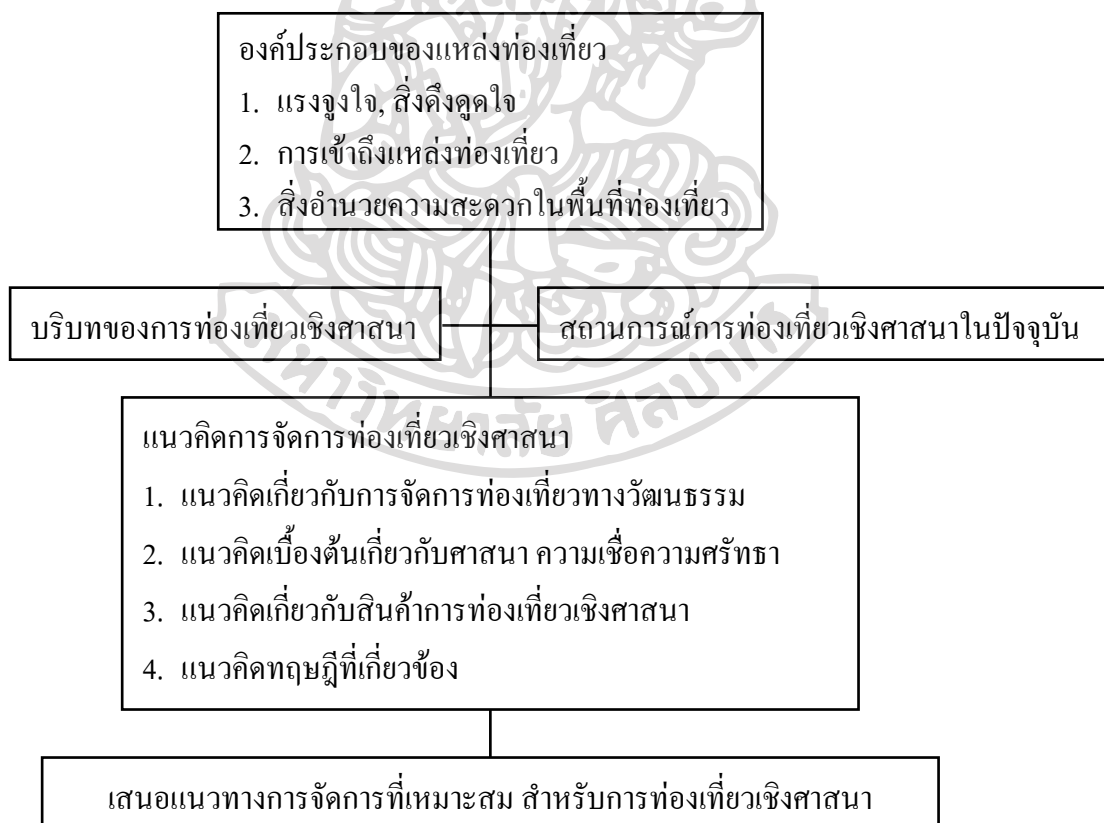 องค์ประกอบของแหล่งท่องเที่ยว
1. แรงจูงใจ, สิ่งดึงดูดใจ
2. การเข้าถึงแหล่งท่องเที่ยว
3. สิ่งอำนวยความสะดวกในพื้นที่ท่องเที่ยว
บริบทของการท่องเที่ยวเชิงศาสนา
สถานการณ์การท่องเที่ยวเชิงศาสนาในปัจจุบัน
มหาวิทยาลัย ศิลปากร
แนวคิดการจัดการท่องเที่ยวเชิงศาสนา
1. แนวคิดเกี่ยวกับการจัดการท่องเที่ยวทางวัฒนธรรม
2. แนวคิดเบื้องต้นเกี่ยวกับศาสนา ความเชื่อความศรัทธา
3. แนวคิดเกี่ยวกับสินค้าการท่องเที่ยวเชิงศาสนา
4. แนวคิดทฤษฎีที่เกี่ยวข้อง
เสนอแนวทางการจัดการที่เหมาะสม สำหรับการท่องเที่ยวเชิงศาสนา